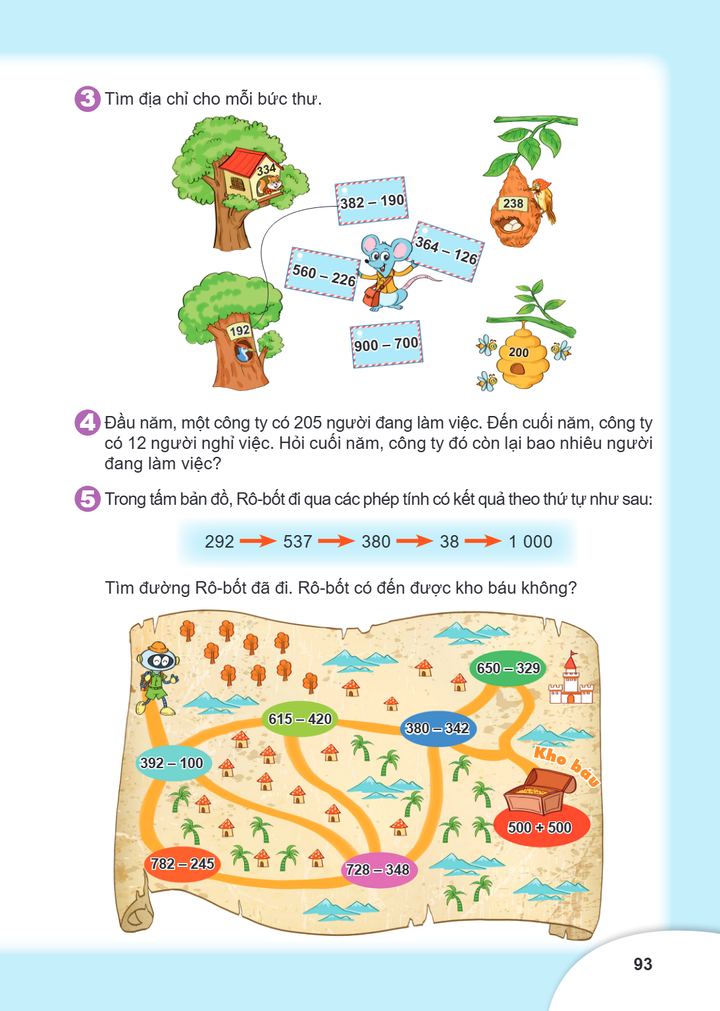 3 Tìm địa chỉ cho mỗi bức thư.
334
382 – 190
238
364 – 126
560 – 226
192
900 – 700
200
4 Đầu năm, một công ty có 205 người đang làm việc. Đến cuối năm, công ty
có 12 người nghỉ việc. Hỏi cuối năm, công ty đó còn lại bao nhiêu người
đang làm việc?
5 Trong tấm bản đồ, Rô-bốt đi qua các phép tính có kết quả theo thứ tự như sau:
292 → 537 → 380 → 38 → 1 000
Tìm đường Rô-bốt đã đi. Rô-bốt có đến được kho báu không?
650 – 329
615 – 420
380 – 342
392 – 100
Kho báu
500 + 500
782 – 245
728 – 348
93